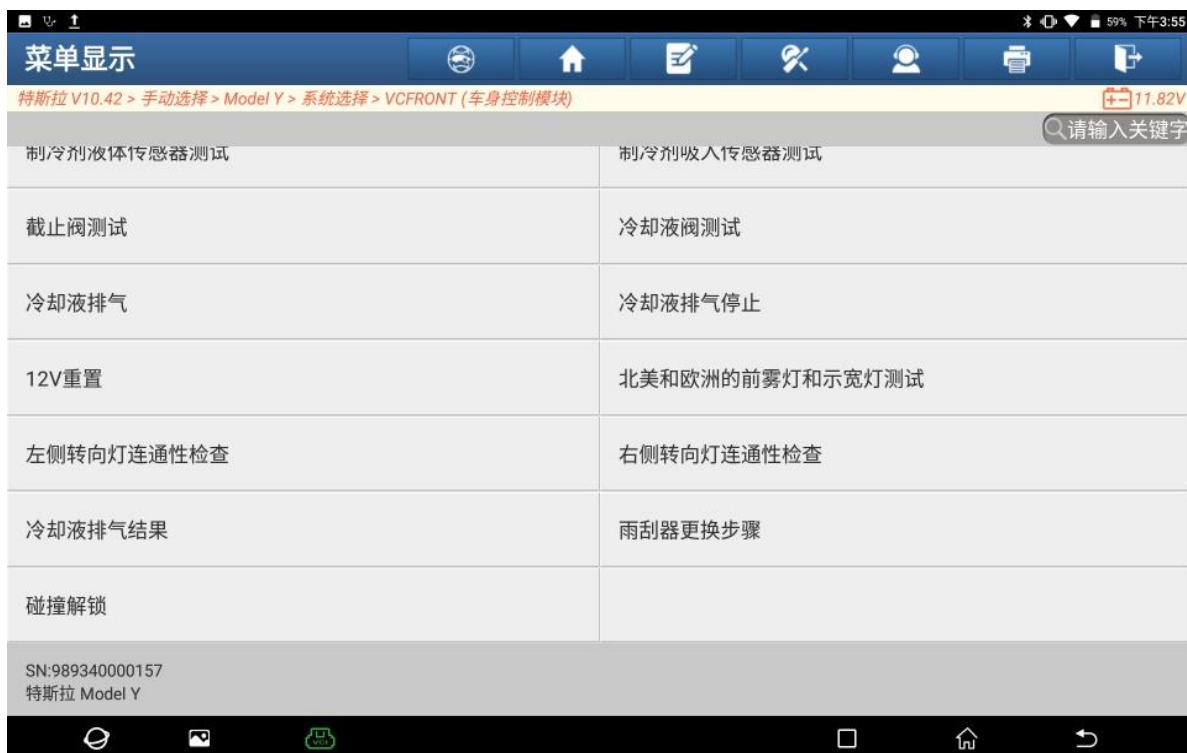 59% 下午3:55
菜单显示
特斯拉 V10.42 > 手动选择 > Model Y > 系统选择 > VCFRONT (车身控制模块)
11.82V
请输入关键字
制冷剂液体传感器测试
制冷剂吸入传感器测试
截止阀测试
冷却液阀测试
冷却液排气
冷却液排气停止
12V重置
北美和欧洲的前雾灯和示宽灯测试
左侧转向灯连通性检查
右侧转向灯连通性检查
冷却液排气结果
雨刮器更换步骤
碰撞解锁
SN:989340000157
特斯拉 Model Y
VCI